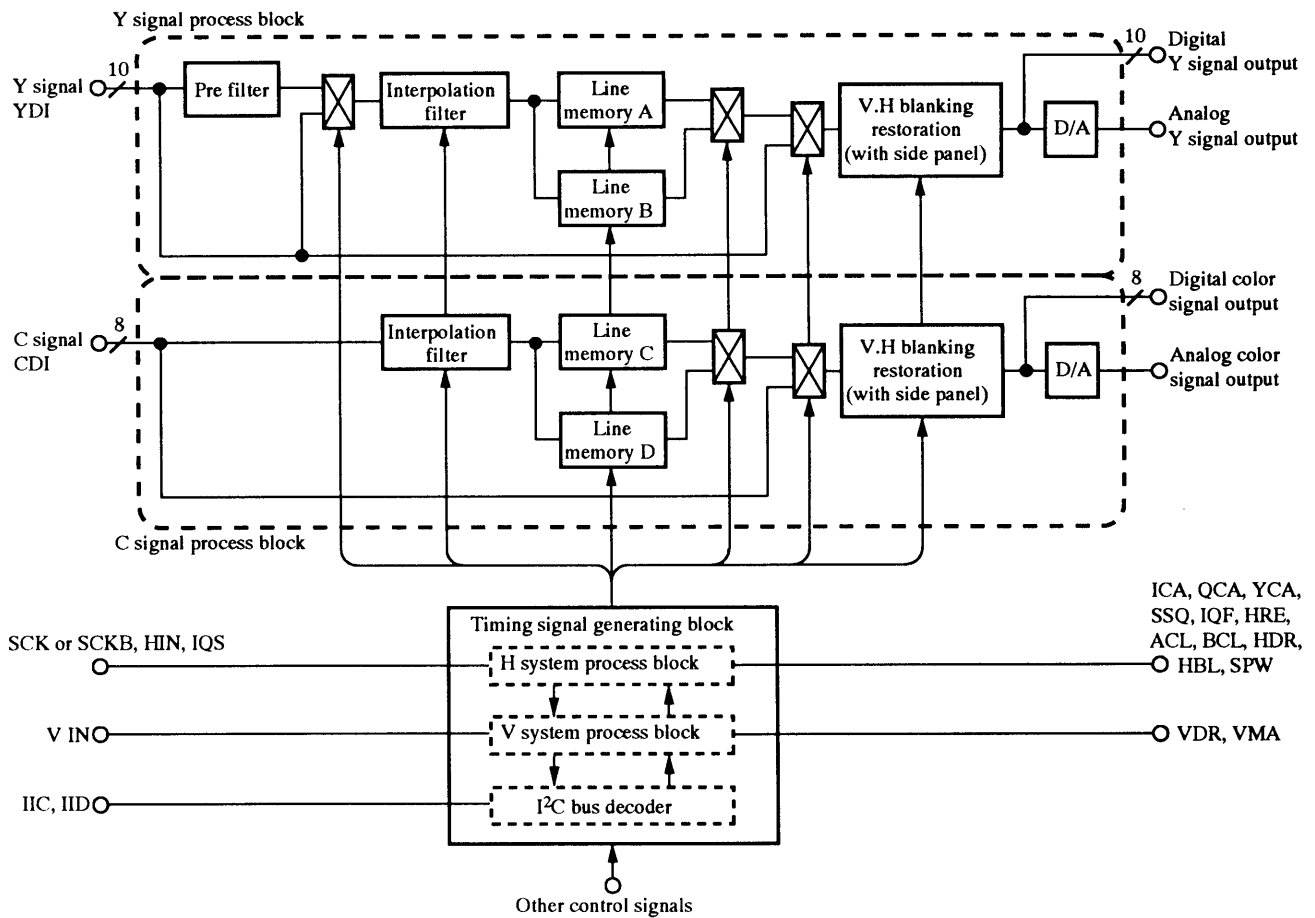 Y signal process block
Y signal
YDI
10
Pre filter
Interpolation
filter
Line
memory A
Line
memory B
V.H blanking
restoration
(with side panel)
D/A
10
Digital
Y signal output
Analog
Y signal output
C signal
CDI
8
Interpolation
filter
Line
memory C
Line
memory D
V.H blanking
restoration
(with side panel)
D/A
8
Digital color
signal output
Analog color
signal output
C signal process block
Timing signal generating block
SCK or SCKB, HIN, IQS
H system process block
ICA, QCA, YCA,
SSQ, IQF, HRE,
ACL, BCL, HDR,
HBL, SPW
V IN
V system process block
VDR, VMA
IIC, IID
I²C bus decoder
Other control signals